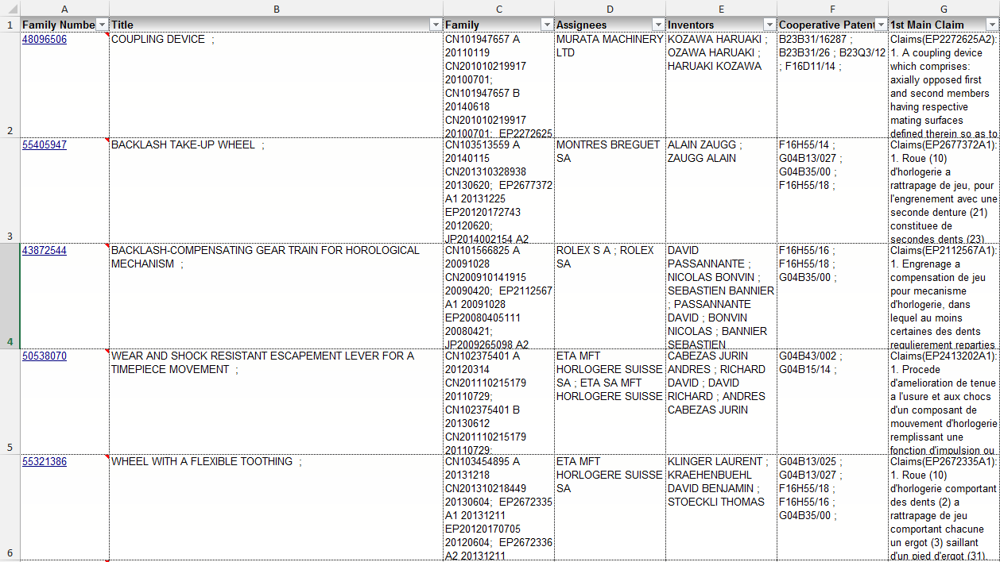 A B C D E F G
1 Family Numbe Title Family Assignees Inventors Cooperative Patent 1st Main Claim
2
48096506
COUPLING DEVICE ;
CN101947657 A
20110119
CN201010219917
20100701;
CN101947657 B
20140618
CN201010219917
20100701; EP2272625
MURATA MACHINERY
LTD
KOZAWA HARUAKI ;
OZAWA HARUAKI ;
HARUAKI KOZAWA
B23B31/16287 ;
B23B31/26 ; B23Q3/12
; F16D11/14 ;
Claims(EP2272625A2):
1. A coupling device
which comprises:
axially opposed first
and second members
having respective
mating surfaces
defined therein so as to
3
55405947
BACKLASH TAKE-UP WHEEL ;
CN103513559 A
20140115
CN201310328938
20130620; EP2677372
A1 20131225
EP20120172743
20120620;
JP2014002154 A2
MONTRES BREGUET
SA
ALAIN ZAUGG ;
ZAUGG ALAIN
F16H55/14 ;
G04B13/027 ;
G04B35/00 ;
F16H55/18 ;
Claims(EP2677372A1):
1. Roue (10)
d'horlogerie a
rattrapage de jeu, pour
l'engrenement avec une
seconde denture (21)
constituee de
secondes dents (23)
4
43872544
BACKLASH-COMPENSATING GEAR TRAIN FOR HOROLOGICAL
MECHANISM ;
CN101566825 A
20091028
CN200910141915
20090420; EP2112567
A1 20091028
EP20080405111
20080421;
JP2009265098 A2
ROLEX S A ; ROLEX
SA
DAVID
PASSANNANTE ;
NICOLAS BONVIN ;
SEBASTIEN BANNIER
; PASSANNANTE
DAVID ; BONVIN
NICOLAS ; BANNIER
SEBASTIEN
F16H55/16 ;
F16H55/18 ;
G04B35/00 ;
Claims(EP2112567A1):
1. Engrenage a
compensation de jeu
pour mecanisme
d'horlogerie, dans
lequel au moins
certaines des dents
regulierement reparties
5
50538070
WEAR AND SHOCK RESISTANT ESCAPEMENT LEVER FOR A
TIMEPIECE MOVEMENT ;
CN102375401 A
20120314
CN201110215179
20110729;
CN102375401 B
20130612
CN201110215179
20110729;
ETA MFT
HORLOGERE SUISSE
SA ; ETA SA MFT
HORLOGERE SUISSE
CABEZAS JURIN
ANDRES ; RICHARD
DAVID ; DAVID
RICHARD ; ANDRES
CABEZAS JURIN
G04B43/002 ;
G04B15/14 ;
Claims(EP2413202A1):
1. Procede
d'amelioration de tenue
a l'usure et aux chocs
d'un composant de
mouvement d'horlogerie
remplissant une
fonction d'impulsion ou
6
55321386
WHEEL WITH A FLEXIBLE TOOTHING ;
CN103454895 A
20131218
CN201310218449
20130604; EP2672335
A1 20131211
EP20120170705
20120604; EP2672336
A2 20131211
ETA MFT
HORLOGERE SUISSE
SA
KLINGER LAURENT ;
KRAEHENBUEHL
DAVID BENJAMIN ;
STOECKLI THOMAS
G04B13/025 ;
G04B13/027 ;
F16H55/18 ;
F16H55/16 ;
G04B35/00 ;
Claims(EP2672335A1):
1. Roue (10)
d'horlogerie comportant
des dents (2) a
rattrapage de jeu
comportant chacune
un ergot (3) saillant
d'un pied d'ergot (31),